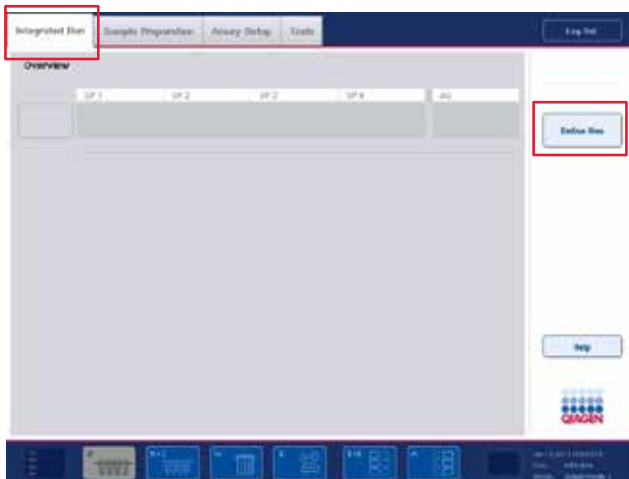 Integrated Run Sample Preparation Assay Setup Tools Log Out
Overview
SP 1 SP 2 SP 3 SP 4 AS
Define Run
Help
QIAGEN